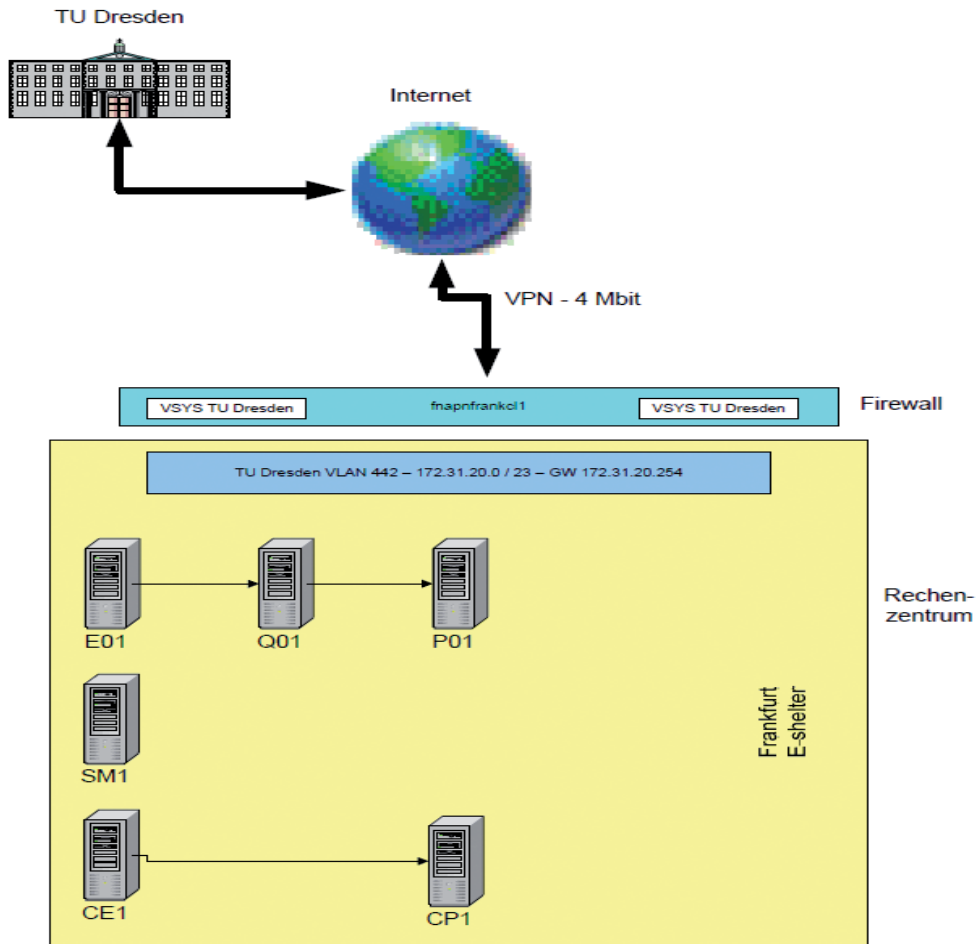 TU Dresden
Internet
VPN - 4 Mbit
VSYS TU Dresden
fnapnfrankcl1
VSYS TU Dresden
Firewall
TU Dresden VLAN 442 – 172.31.20.0 / 23 – GW 172.31.20.254
E01
Q01
P01
Rechen-
zentrum
SM1
Frankfurt
E-shelter
CE1
CP1